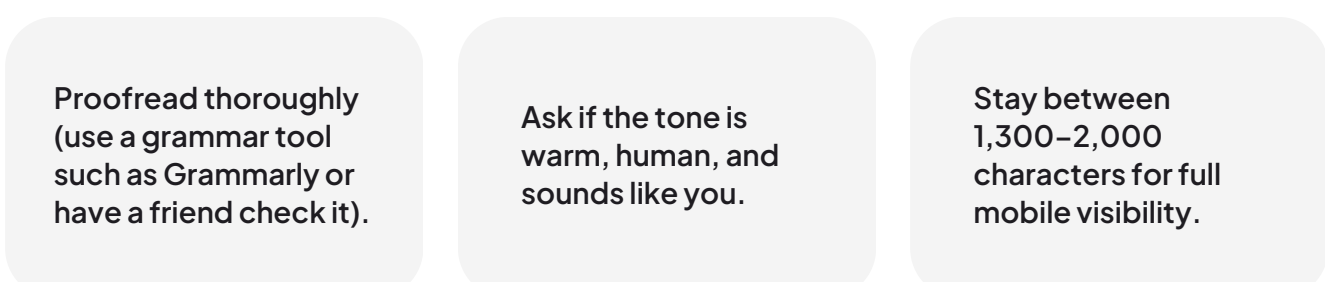 Proofread thoroughly
(use a grammar tool
such as Grammarly or
have a friend check it).
Ask if the tone is
warm, human, and
sounds like you.
Stay between
1,300–2,000
characters for full
mobile visibility.